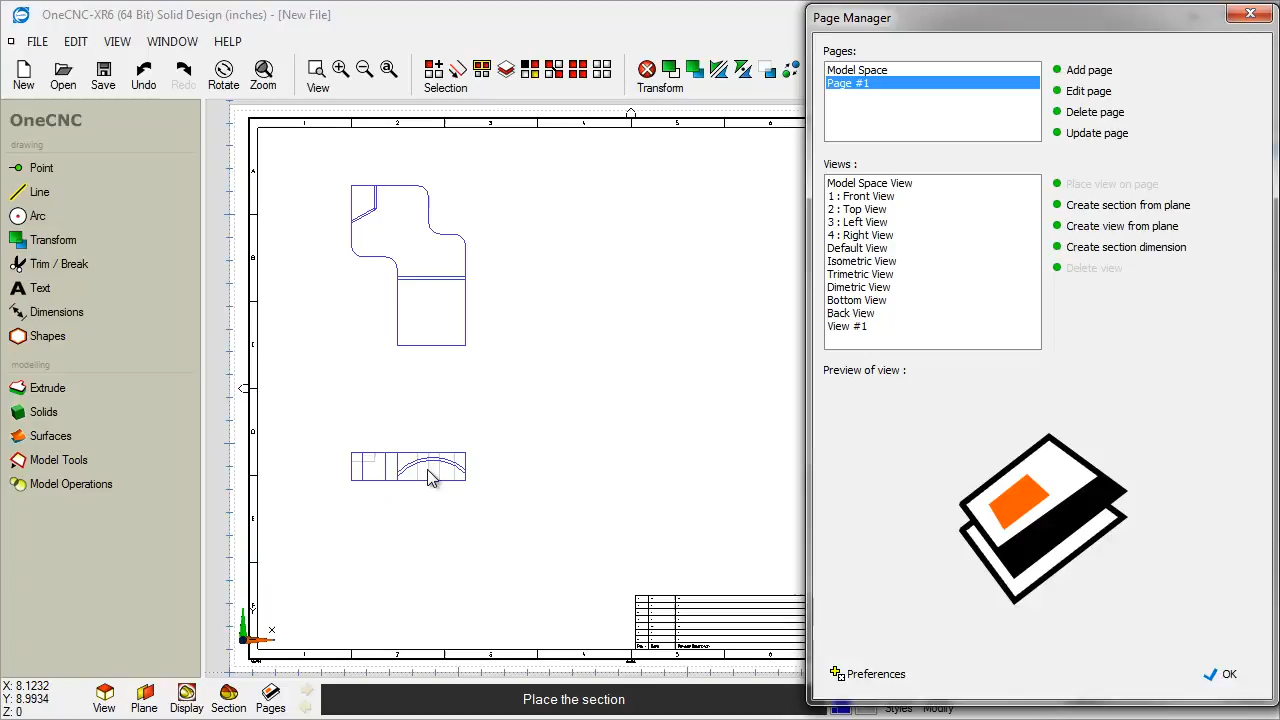 OneCNC-XR6 (64 Bit) Solid Design (inches) - [New File]
FILE EDIT VIEW WINDOW HELP
New Open Save Undo Redo Rotate Zoom View Selection Transform
OneCNC
drawing
Point
Line
Arc
Transform
Trim / Break
Text
Dimensions
Shapes
modelling
Extrude
Solids
Surfaces
Model Tools
Model Operations
X: 8.1232
Y: 8.9934
Z: 0
View Plane Display Section Pages
Place the section
Styles Modify
Page Manager
Pages:
Model Space
Page #1
Add page
Edit page
Delete page
Update page
Views :
Model Space View
1 : Front View
2 : Top View
3 : Left View
4 : Right View
Default View
Isometric View
Trimetric View
Dimetric View
Bottom View
Back View
View #1
Place view on page
Create section from plane
Create view from plane
Create section dimension
Delete view
Preview of view :
Preferences
OK